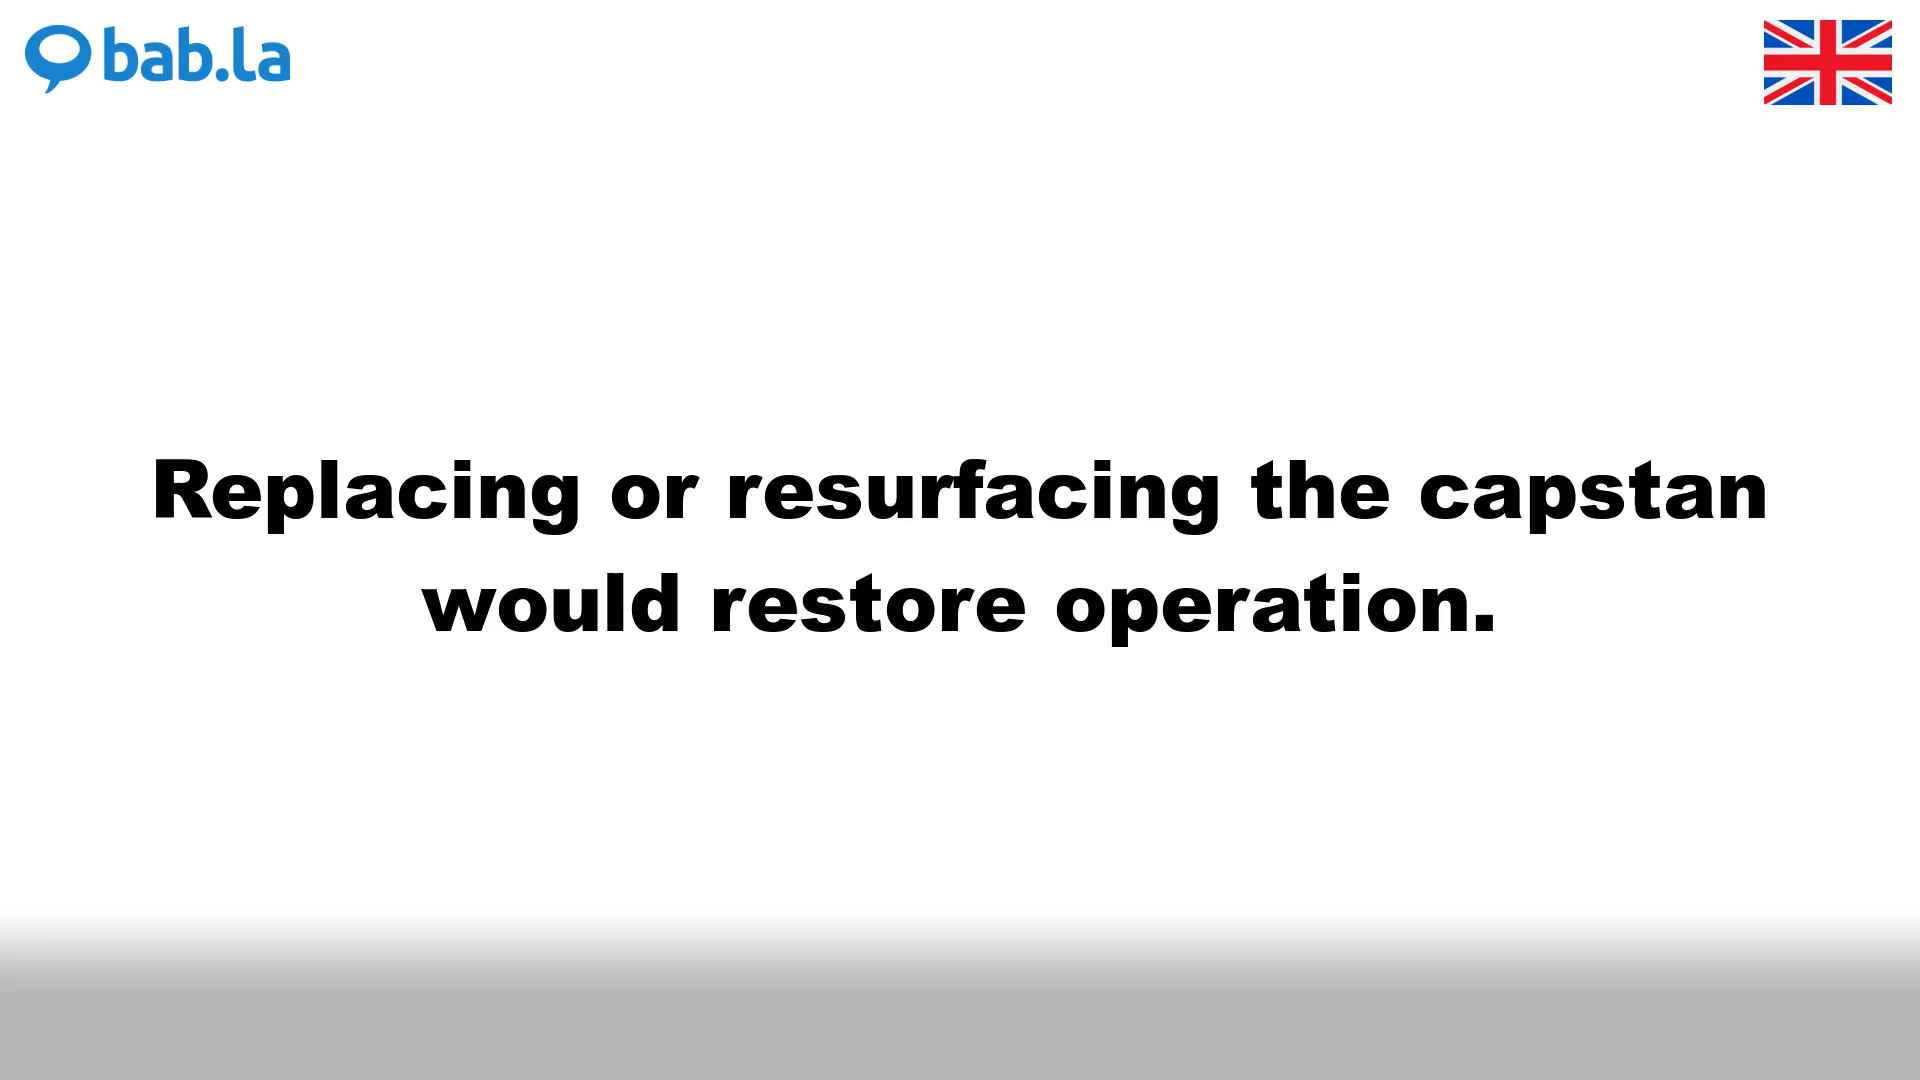 bab.la
Replacing or resurfacing the capstan
would restore operation.